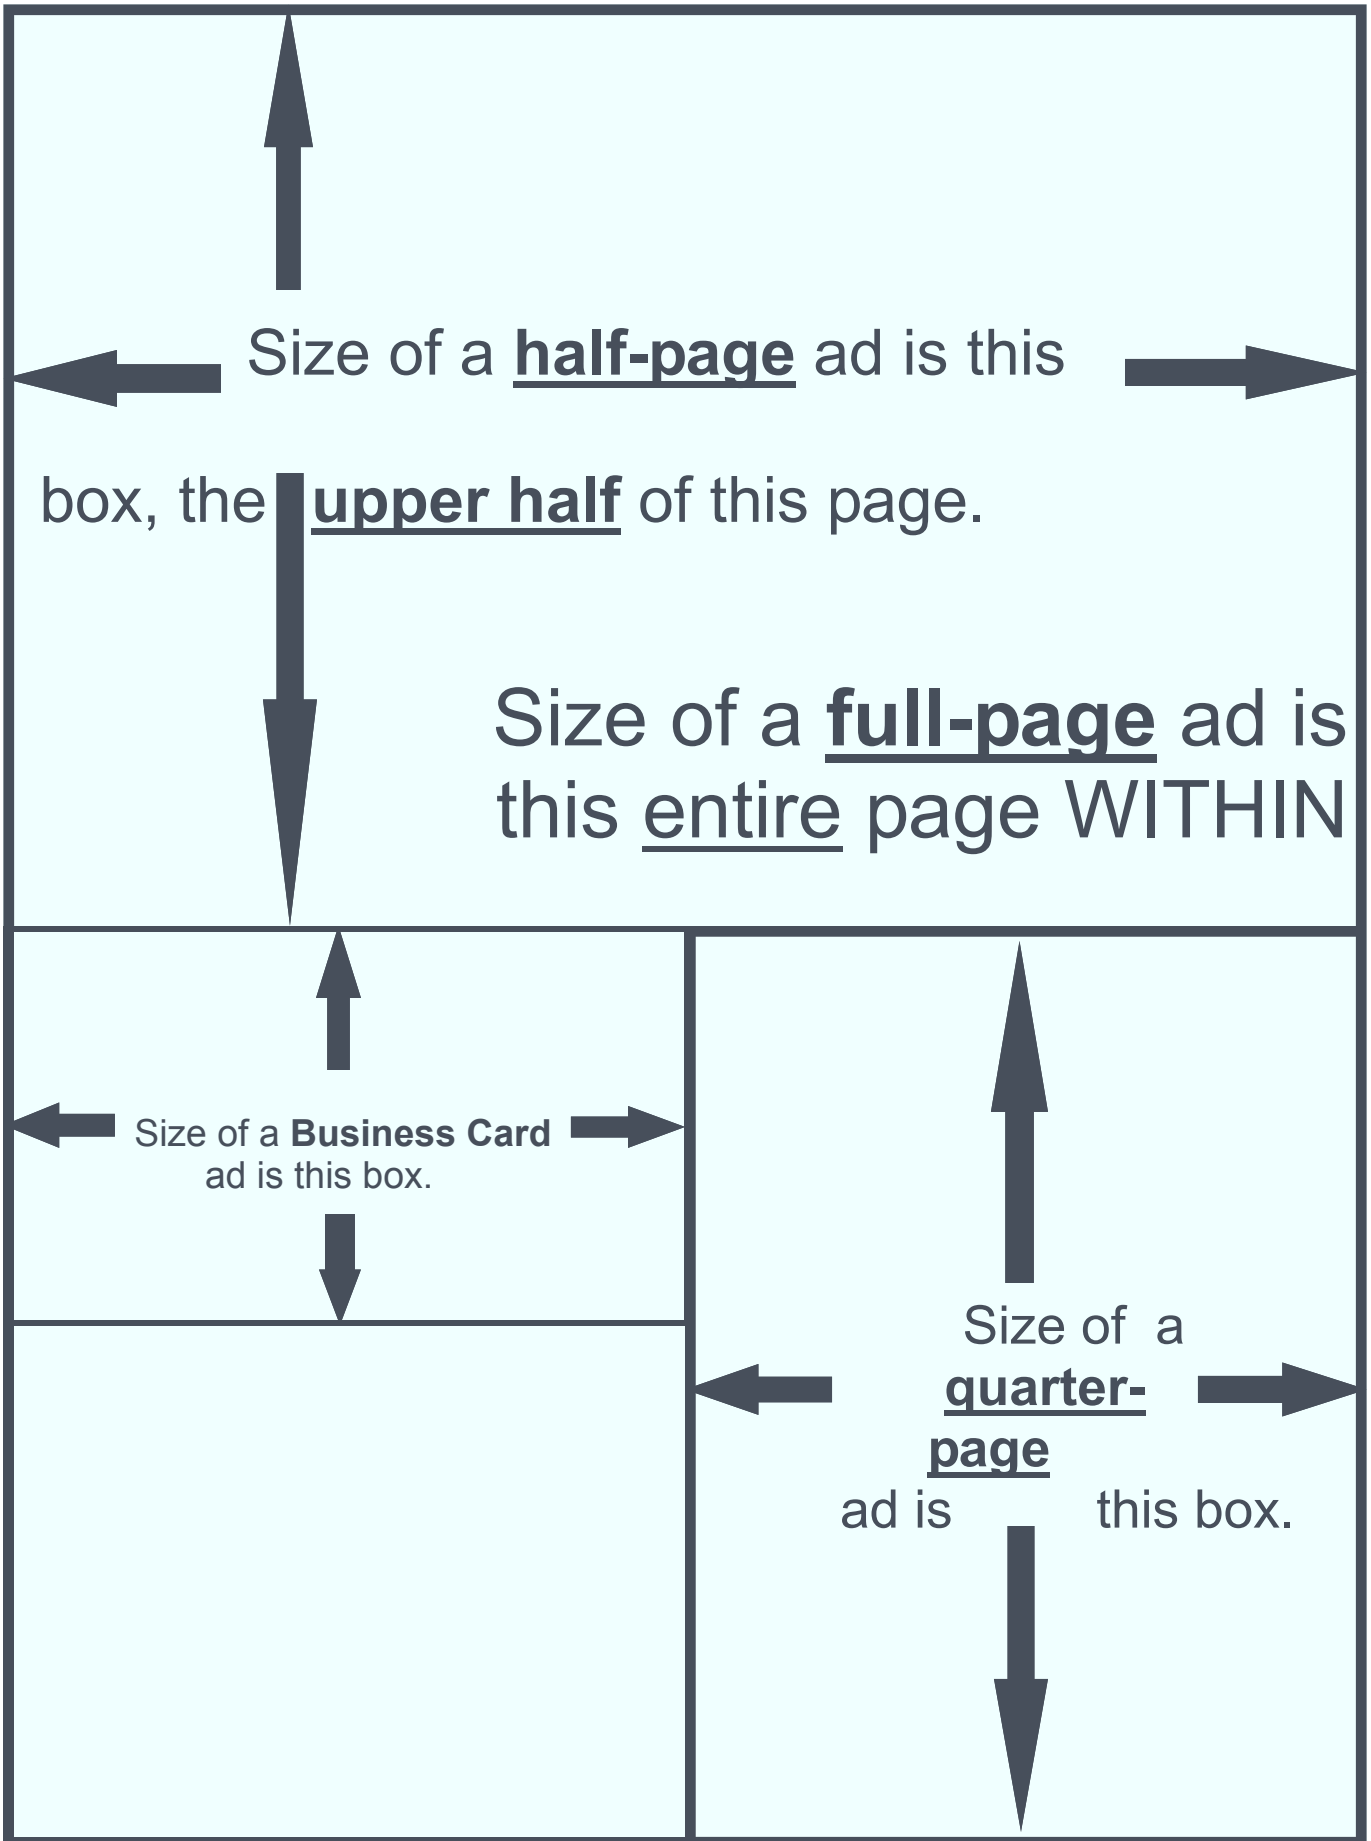 Size of a half-page ad is this
box, the upper half of this page.
Size of a full-page ad is
this entire page WITHIN
Size of a Business Card
ad is this box.
Size of a
quarter-
page
ad is this box.